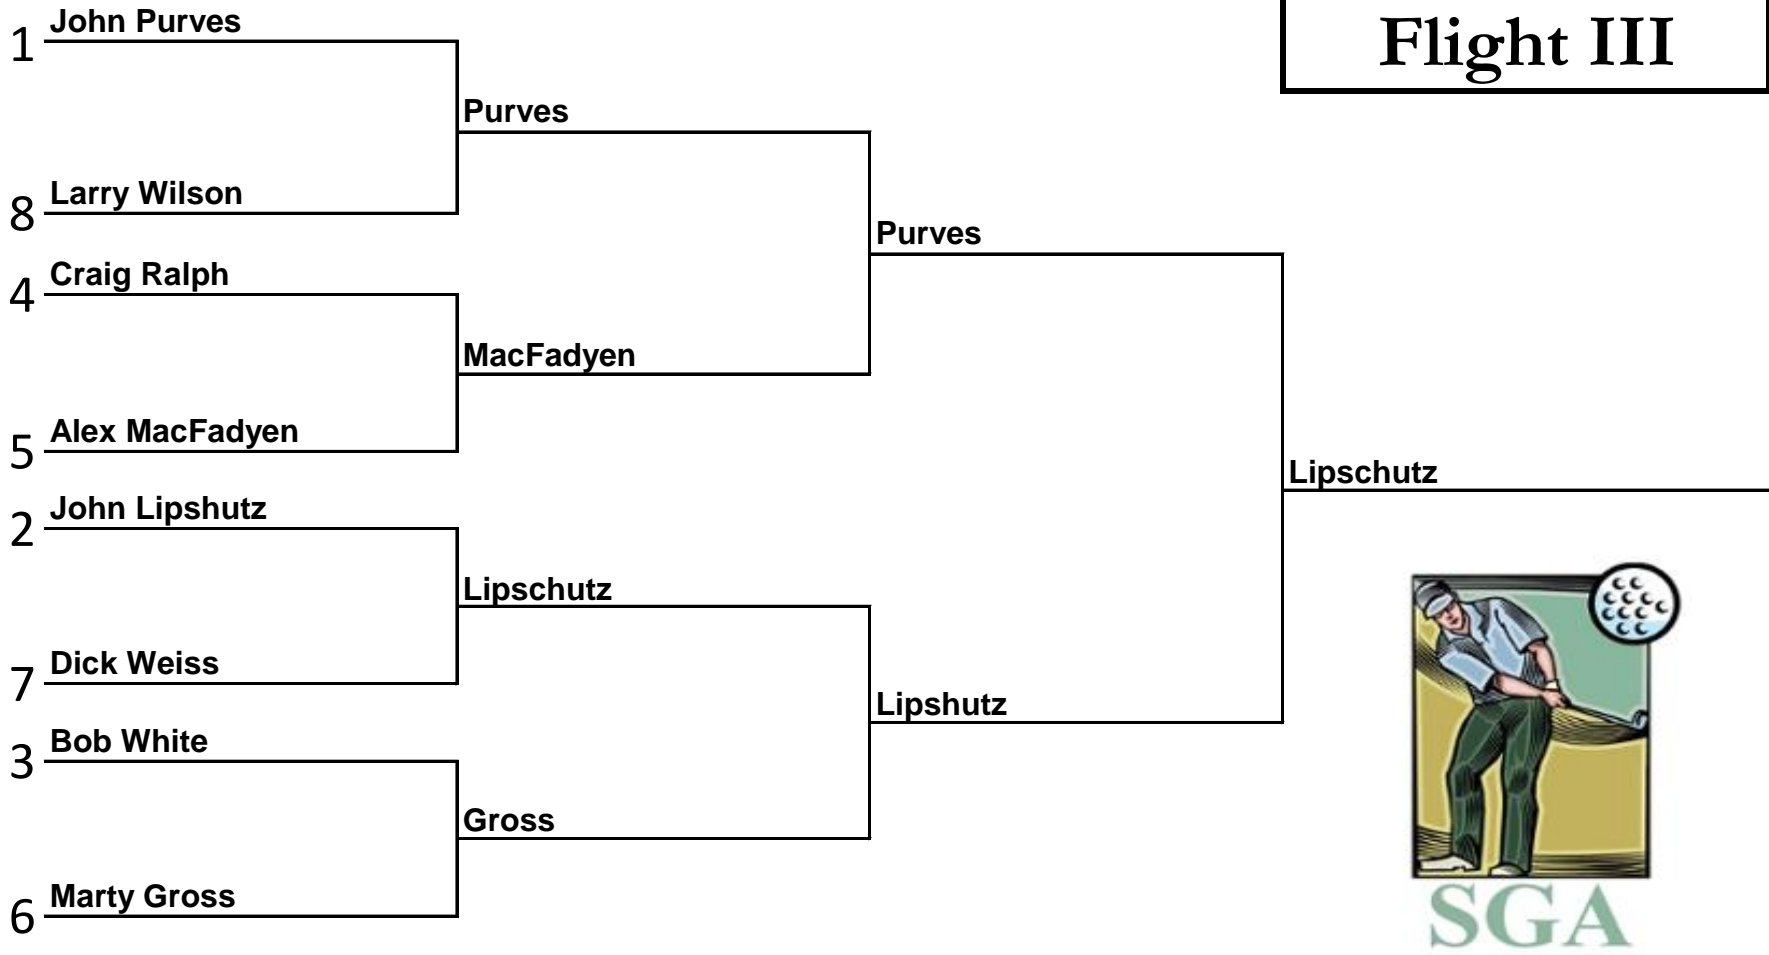 Flight III
1 John Purves
Purves
8 Larry Wilson
Purves
4 Craig Ralph
MacFadyen
5 Alex MacFadyen
Lipschutz
2 John Lipshutz
Lipschutz
7 Dick Weiss
Lipshutz
3 Bob White
Gross
6 Marty Gross
SGA